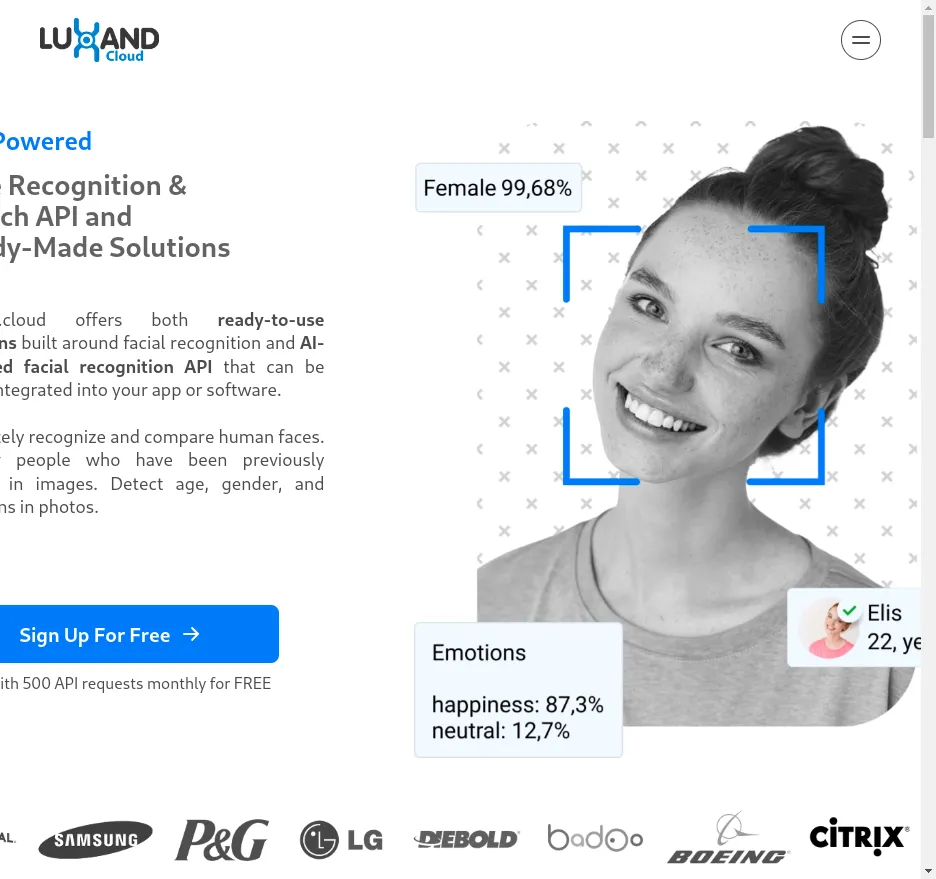 LUXAND
Cloud
Powered
Recognition &
ch API and
dy-Made Solutions
.cloud offers both ready-to-use
ns built around facial recognition and AI-
ed facial recognition API that can be
ntegrated into your app or software.
tely recognize and compare human faces.
people who have been previously
in images. Detect age, gender, and
ns in photos.
Sign Up For Free →
ith 500 API requests monthly for FREE
Female 99,68%
Elis
22, ye
Emotions
happiness: 87,3%
neutral: 12,7%
AL.
SAMSUNG
P&G
LG
DIEBOLD
badoo
BOEING
CİTRIX